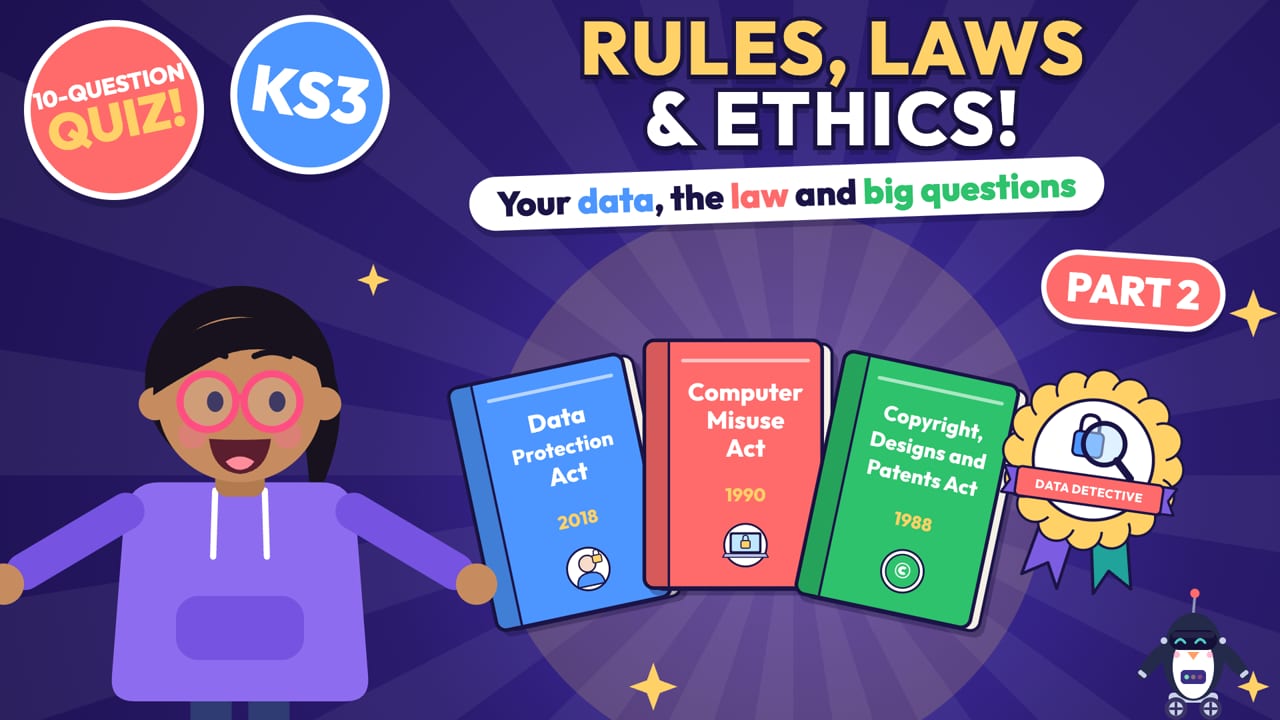 10-QUESTION
QUIZ!
KS3
RULES, LAWS
& ETHICS!
Your data, the law and big questions
PART 2
Data
Protection
Act
2018
Computer
Misuse
Act
1990
Copyright,
Designs and
Patents Act
1988
©
DATA DETECTIVE